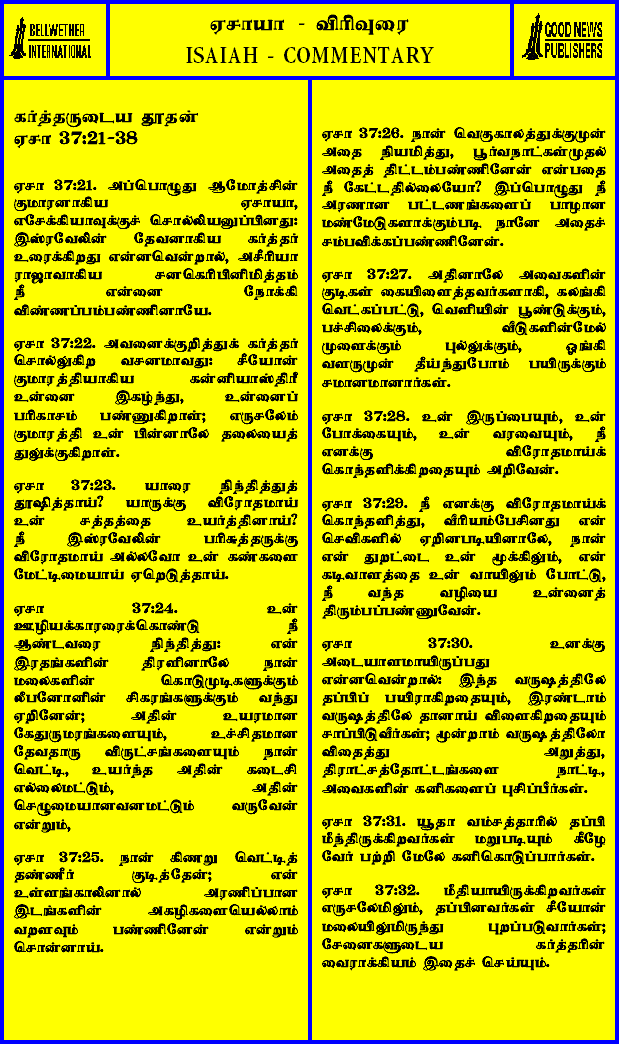 BELLWETHER
INTERNATIONAL
ஏசாயா - விரிவுரை
ISAIAH - COMMENTARY
GOOD NEWS
PUBLISHERS
கர்த்தருடைய தூதன்
ஏசா 37:21-38
ஏசா 37:21. அப்பொழுது ஆமோத்சின்
குமாரனாகிய ஏசாயா,
எசேக்கியாவுக்குச் சொல்லியனுப்பினது:
இஸ்ரவேலின் தேவனாகிய கர்த்தர்
உரைக்கிறது என்னவென்றால், அசீரியா
ராஜாவாகிய சனகெரிபினிமித்தம்
நீ என்னை நோக்கி
விண்ணப்பம்பண்ணினாயே.
ஏசா 37:22. அவனைக்குறித்துக் கர்த்தர்
சொல்லுகிற வசனமாவது: சீயோன்
குமாரத்தியாகிய கன்னியாஸ்திரீ
உன்னை இகழ்ந்து, உன்னைப்
பரிகாசம் பண்ணுகிறாள்; எருசலேம்
குமாரத்தி உன் பின்னாலே தலையைத்
துலுக்குகிறாள்.
ஏசா 37:23. யாரை நிந்தித்துத்
தூஷித்தாய்? யாருக்கு விரோதமாய்
உன் சத்தத்தை உயர்த்தினாய்?
நீ இஸ்ரவேலின் பரிசுத்தருக்கு
விரோதமாய் அல்லவோ உன் கண்களை
மேட்டிமையாய் ஏறெடுத்தாய்.
ஏசா 37:24. உன்
ஊழியக்காரரைக்கொண்டு நீ
ஆண்டவரை நிந்தித்து: என்
இரதங்களின் திரளினாலே நான்
மலைகளின் கொடுமுடிகளுக்கும்
லீபனோனின் சிகரங்களுக்கும் வந்து
ஏறினேன்; அதின் உயரமான
கேதுருமரங்களையும், உச்சிதமான
தேவதாரு விருட்சங்களையும் நான்
வெட்டி, உயர்ந்த அதின் கடைசி
எல்லைமட்டும், அதின்
செழுமையானவனமட்டும் வருவேன்
என்றும்,
ஏசா 37:25. நான் கிணறு வெட்டித்
தண்ணீர் குடித்தேன்; என்
உள்ளங்காலினால் அரணிப்பான
இடங்களின் அகழிகளையெல்லாம்
வறளவும் பண்ணினேன் என்றும்
சொன்னாய்.
ஏசா 37:26. நான் வெகுகாலத்துக்குமுன்
அதை நியமித்து, பூர்வநாட்கள்முதல்
அதைத் திட்டம்பண்ணினேன் என்பதை
நீ கேட்டதில்லையோ? இப்பொழுது நீ
அரணான பட்டணங்களைப் பாழான
மண்மேடுகளாக்கும்படி நானே அதைச்
சம்பவிக்கப்பண்ணினேன்.
ஏசா 37:27. அதினாலே அவைகளின்
குடிகள் கையிளைத்தவர்களாகி, கலங்கி
வெட்கப்பட்டு, வெளியின் பூண்டுக்கும்,
பச்சிலைக்கும், வீடுகளின்மேல்
முளைக்கும் புல்லுக்கும், ஓங்கி
வளருமுன் தீய்ந்துபோம் பயிருக்கும்
சமானமானார்கள்.
ஏசா 37:28. உன் இருப்பையும், உன்
போக்கையும், உன் வரவையும், நீ
எனக்கு விரோதமாய்க்
கொந்தளிக்கிறதையும் அறிவேன்.
ஏசா 37:29. நீ எனக்கு விரோதமாய்க்
கொந்தளித்து, வீரியம்பேசினது என்
செவிகளில் ஏறினபடியினாலே, நான்
என் துறட்டை உன் மூக்கிலும், என்
கடிவாளத்தை உன் வாயிலும் போட்டு,
நீ வந்த வழியை உன்னைத்
திரும்பப்பண்ணுவேன்.
ஏசா 37:30. உனக்கு
அடையாளமாயிருப்பது
என்னவென்றால்: இந்த வருஷத்திலே
தப்பிப் பயிராகிறதையும், இரண்டாம்
வருஷத்திலே தானாய் விளைகிறதையும்
சாப்பிடுவீர்கள்; மூன்றாம் வருஷத்திலோ
விதைத்து அறுத்து,
திராட்சத்தோட்டங்களை நாட்டி,
அவைகளின் கனிகளைப் புசிப்பீர்கள்.
ஏசா 37:31. யூதா வம்சத்தாரில் தப்பி
மீந்திருக்கிறவர்கள் மறுபடியும் கீழே
வேர் பற்றி மேலே கனிகொடுப்பார்கள்.
ஏசா 37:32. மீதியாயிருக்கிறவர்கள்
எருசலேமிலும், தப்பினவர்கள் சீயோன்
மலையிலுமிருந்து புறப்படுவார்கள்;
சேனைகளுடைய கர்த்தரின்
வைராக்கியம் இதைச் செய்யும்.